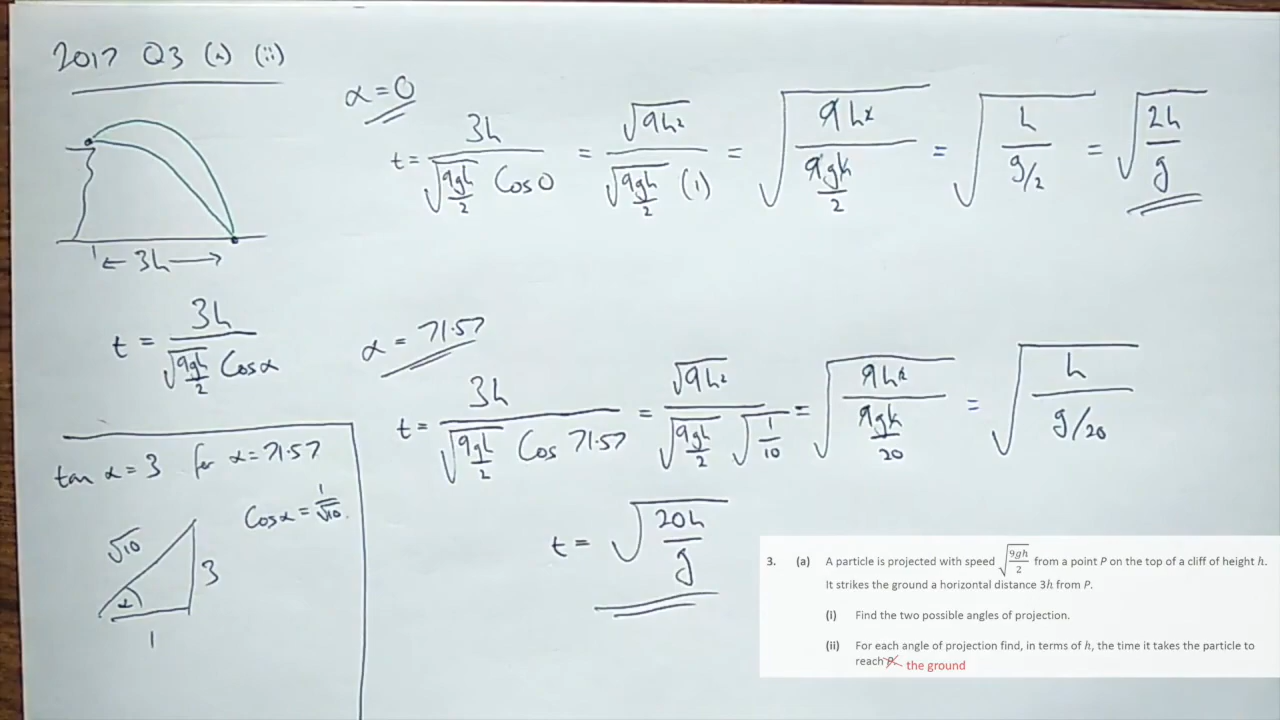 2017 Q3 (a) (ii)
α = 0
t = 3h / √(9gh/2) Cos 0 = √9h² / √(9gh/2) (1) = √(9h² / (9gh/2)) = √(h / (g/2)) = √(2h/g)
3h
t = 3h / √(9gh/2) Cos α
α = 71.57
t = 3h / √(9gh/2) Cos 71.57 = √9h² / √(9gh/2) √(1/10) = √(9h² / (9gh/20)) = √(h / (g/20))
t = √(20h/g)
tan α = 3 for α = 71.57
Cos α = 1/√10.
√10
3
α
1
3. (a) A particle is projected with speed √(9gh/2) from a point P on the top of a cliff of height h.
It strikes the ground a horizontal distance 3h from P.
(i) Find the two possible angles of projection.
(ii) For each angle of projection find, in terms of h, the time it takes the particle to
reach P. the ground